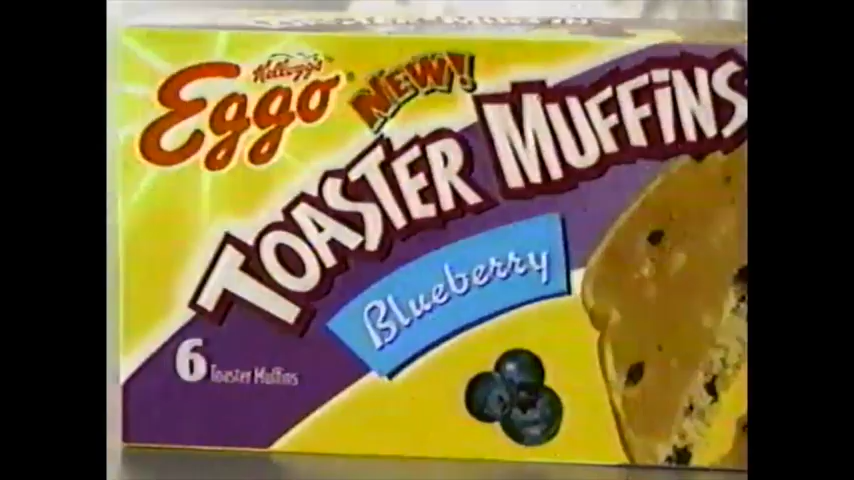 Kellogg's
Eggo
NEW!
TOASTER MUFFINS
Blueberry
6 Toaster Muffins